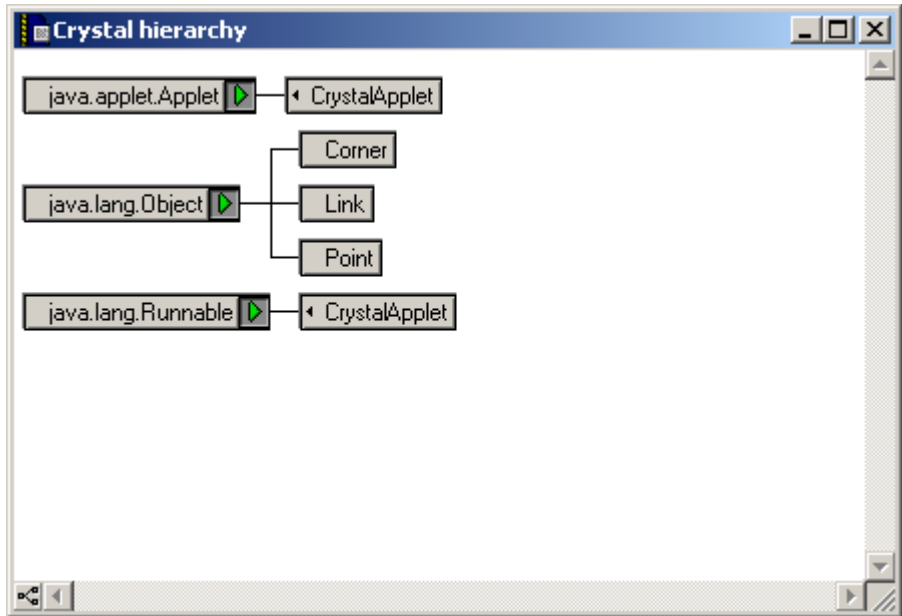 Crystal hierarchy
java.applet.Applet CrystalApplet
Corner
java.lang.Object Link
Point
java.lang.Runnable CrystalApplet